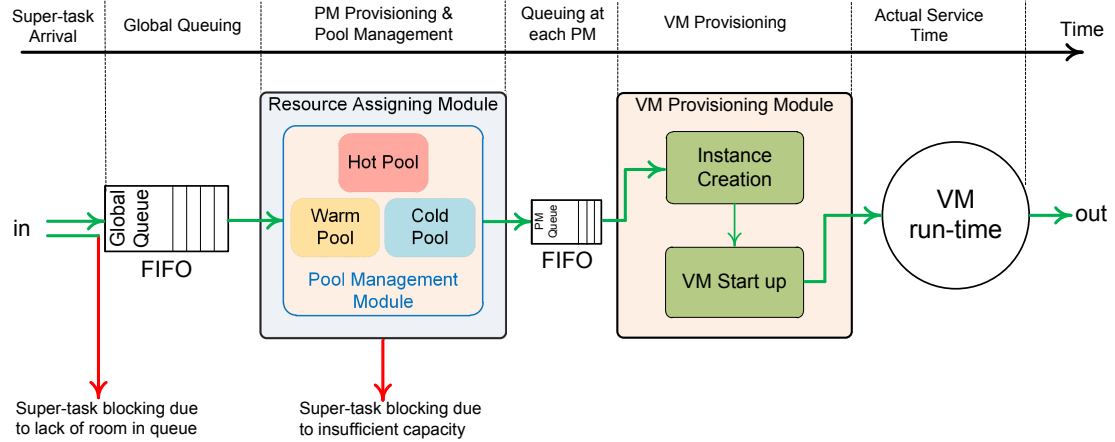 Super-task
Arrival
Global Queuing
PM Provisioning &
Pool Management
Queuing at
each PM
VM Provisioning
Actual Service
Time
Time
Resource Assigning Module
VM Provisioning Module
Hot Pool
Warm
Pool
Cold
Pool
Pool Management
Module
in
Global
Queue
FIFO
PM
Queue
FIFO
Instance
Creation
VM Start up
VM
run-time
out
Super-task blocking due
to lack of room in queue
Super-task blocking due
to insufficient capacity